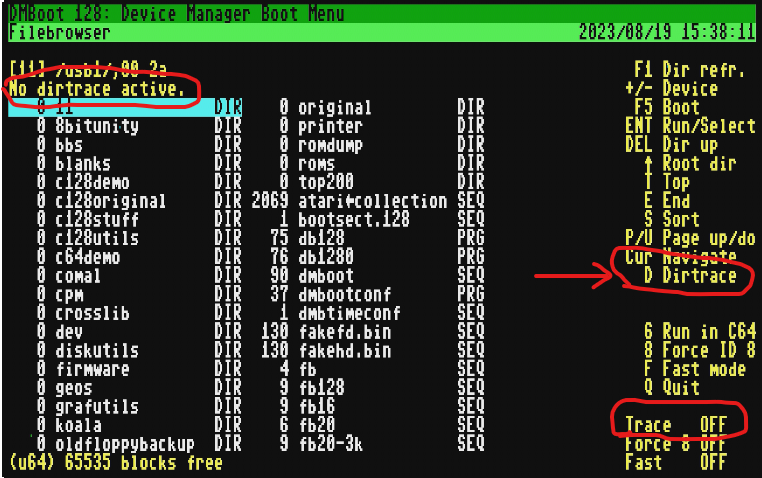 DMBoot 128: Device Manager Boot Menu
Filebrowser 2023/08/19 15:38:11
[11] /usb1/,00 2a F1 Dir refr.
No dirtrace active. +/- Device
0 11 DIR 0 original DIR F5 Boot
0 8bitunity DIR 0 printer DIR ENT Run/Select
0 bbs DIR 0 romdump DIR DEL Dir up
0 blanks DIR 0 roms DIR ↑ Root dir
0 c128demo DIR 0 top200 DIR T Top
0 c128original DIR 2069 atari+collection SEQ E End
0 c128stuff DIR 1 bootsect.128 SEQ S Sort
0 c128utils DIR 75 db128 PRG P/U Page up/do
0 c64demo DIR 76 db1280 PRG Cur Navigate
0 comal DIR 90 dmboot SEQ D Dirtrace
0 cpm DIR 37 dmbootconf PRG
0 crosslib DIR 1 dmbtimeconf SEQ
0 dev DIR 130 fakefd.bin SEQ 6 Run in C64
0 diskutils DIR 130 fakehd.bin SEQ 8 Force ID 8
0 firmware DIR 4 fb SEQ F Fast mode
0 geos DIR 9 fb128 SEQ Q Quit
0 grafutils DIR 9 fb16 SEQ
0 koala DIR 6 fb20 SEQ Trace OFF
0 oldfloppybackup DIR 9 fb20-3k SEQ Force 8 OFF
(u64) 65535 blocks free Fast OFF